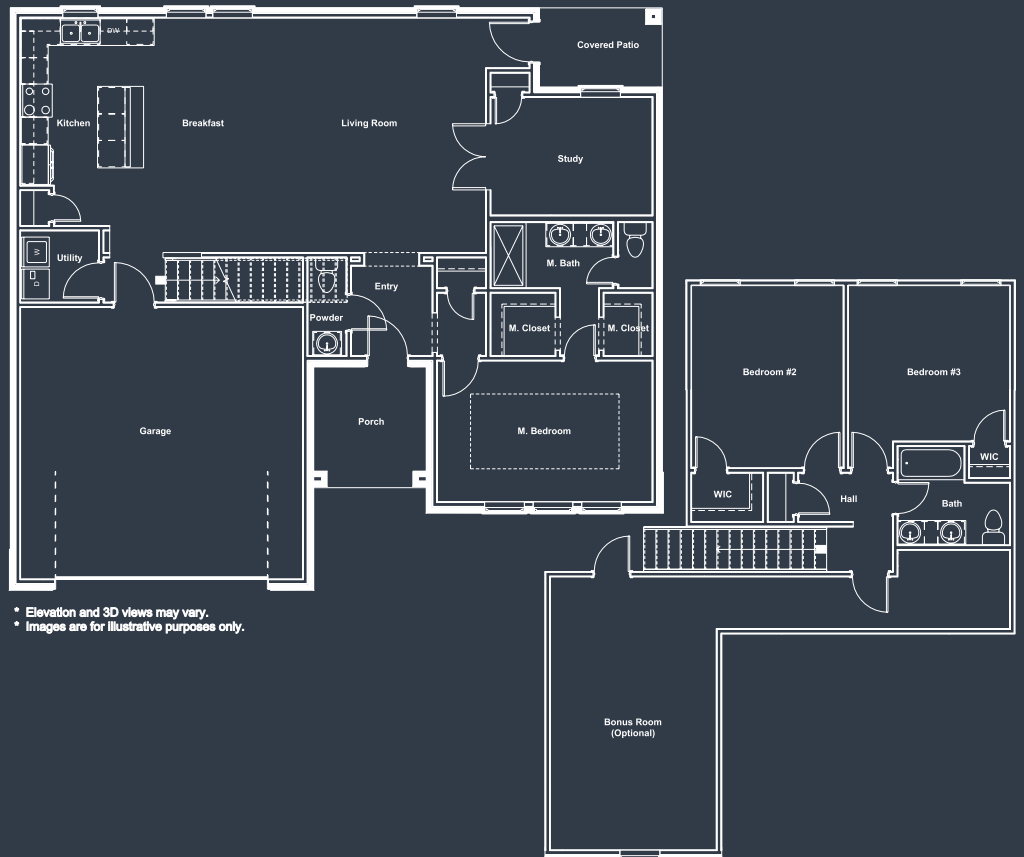 DW
Covered Patio
Kitchen
Breakfast
Living Room
Study
W
Utility
D
M. Bath
Entry
Powder
M. Closet
M. Closet
Bedroom #2
Bedroom #3
Porch
Garage
M. Bedroom
WIC
WIC
Hall
Bath
* Elevation and 3D views may vary.
* Images are for illustrative purposes only.
Bonus Room
(Optional)